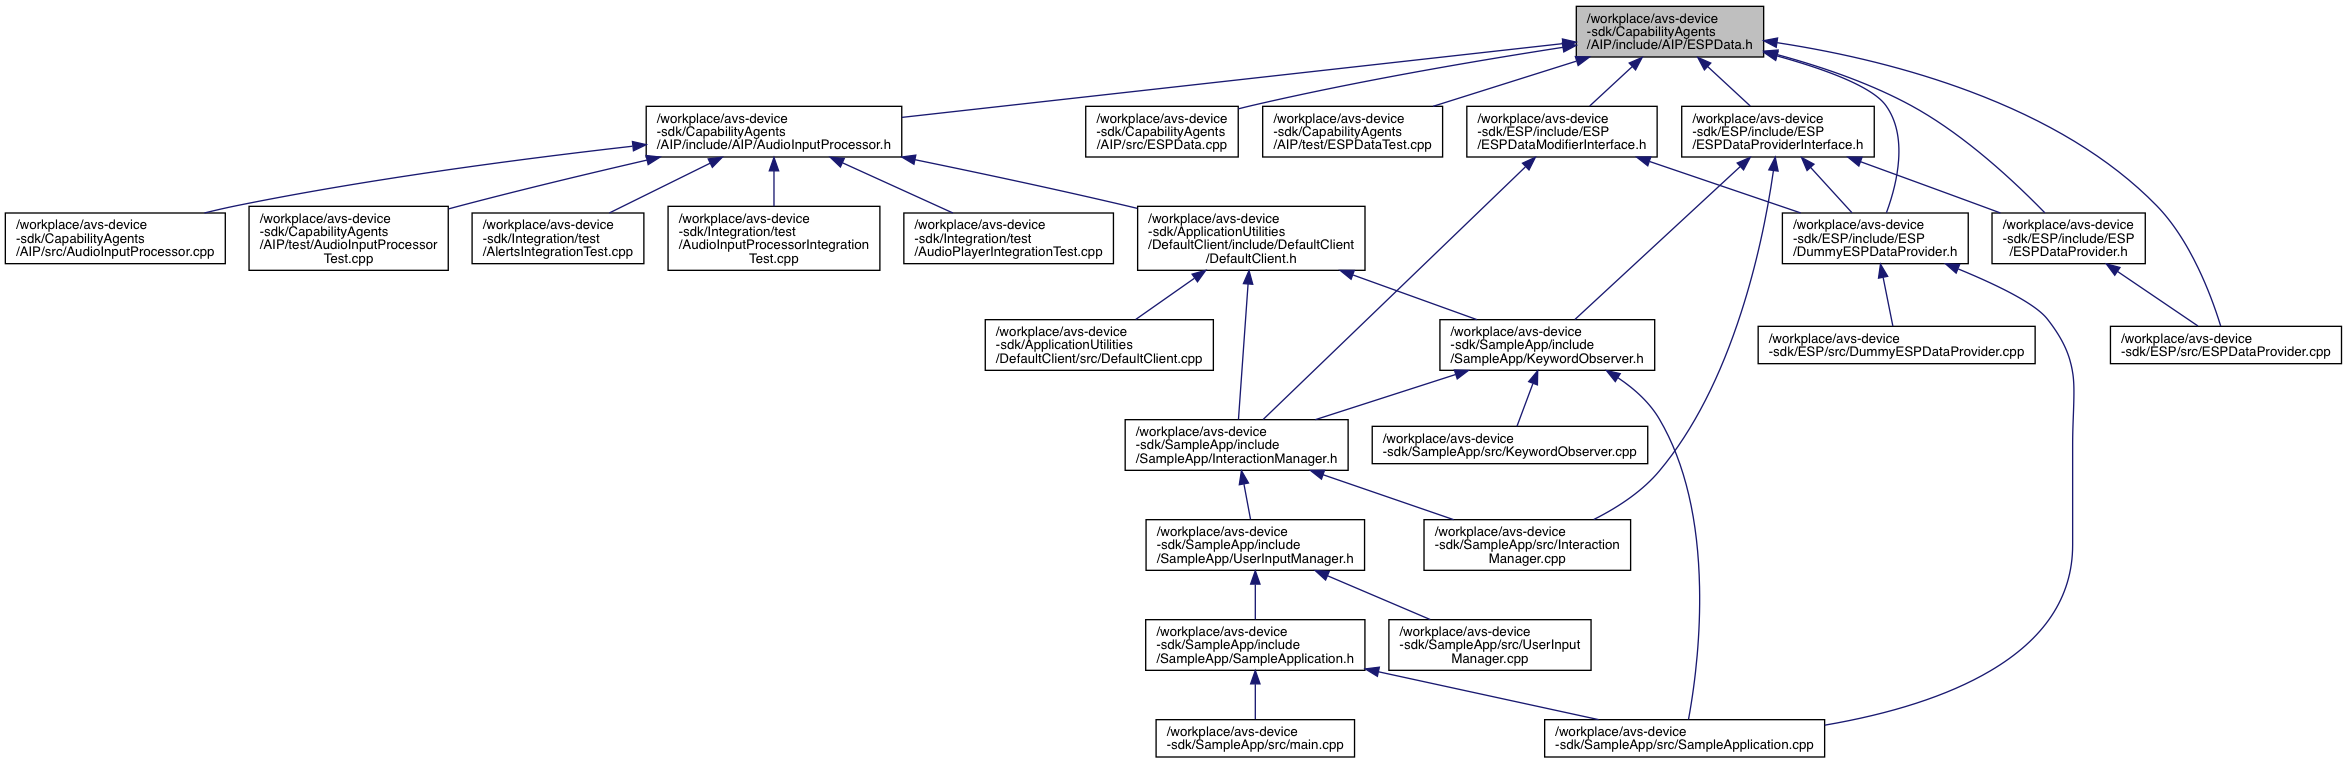 /workplace/avs-device
-sdk/CapabilityAgents
/AIP/include/AIP/ESPData.h
/workplace/avs-device
-sdk/CapabilityAgents
/AIP/include/AIP/AudioInputProcessor.h
/workplace/avs-device
-sdk/CapabilityAgents
/AIP/src/ESPData.cpp
/workplace/avs-device
-sdk/CapabilityAgents
/AIP/test/ESPDataTest.cpp
/workplace/avs-device
-sdk/ESP/include/ESP
/ESPDataModifierInterface.h
/workplace/avs-device
-sdk/ESP/include/ESP
/ESPDataProviderInterface.h
/workplace/avs-device
-sdk/CapabilityAgents
/AIP/src/AudioInputProcessor.cpp
/workplace/avs-device
-sdk/CapabilityAgents
/AIP/test/AudioInputProcessor
Test.cpp
/workplace/avs-device
-sdk/Integration/test
/AlertsIntegrationTest.cpp
/workplace/avs-device
-sdk/Integration/test
/AudioInputProcessorIntegration
Test.cpp
/workplace/avs-device
-sdk/Integration/test
/AudioPlayerIntegrationTest.cpp
/workplace/avs-device
-sdk/ApplicationUtilities
/DefaultClient/include/DefaultClient
/DefaultClient.h
/workplace/avs-device
-sdk/ESP/include/ESP
/DummyESPDataProvider.h
/workplace/avs-device
-sdk/ESP/include/ESP
/ESPDataProvider.h
/workplace/avs-device
-sdk/ApplicationUtilities
/DefaultClient/src/DefaultClient.cpp
/workplace/avs-device
-sdk/SampleApp/include
/SampleApp/KeywordObserver.h
/workplace/avs-device
-sdk/ESP/src/DummyESPDataProvider.cpp
/workplace/avs-device
-sdk/ESP/src/ESPDataProvider.cpp
/workplace/avs-device
-sdk/SampleApp/include
/SampleApp/InteractionManager.h
/workplace/avs-device
-sdk/SampleApp/src/KeywordObserver.cpp
/workplace/avs-device
-sdk/SampleApp/include
/SampleApp/UserInputManager.h
/workplace/avs-device
-sdk/SampleApp/src/Interaction
Manager.cpp
/workplace/avs-device
-sdk/SampleApp/include
/SampleApp/SampleApplication.h
/workplace/avs-device
-sdk/SampleApp/src/UserInput
Manager.cpp
/workplace/avs-device
-sdk/SampleApp/src/main.cpp
/workplace/avs-device
-sdk/SampleApp/src/SampleApplication.cpp